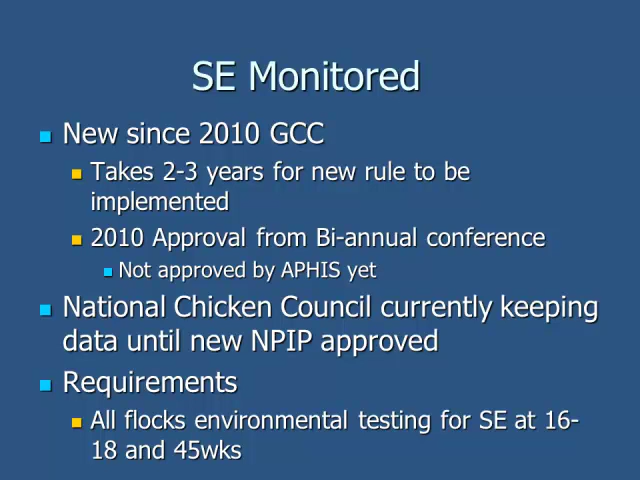 SE Monitored
New since 2010 GCC
Takes 2-3 years for new rule to be
implemented
2010 Approval from Bi-annual conference
Not approved by APHIS yet
National Chicken Council currently keeping
data until new NPIP approved
Requirements
All flocks environmental testing for SE at 16-
18 and 45wks